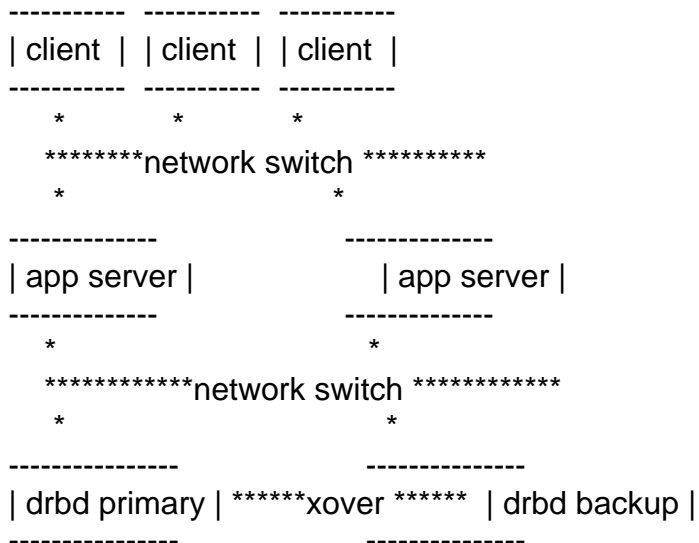 ----------- ----------- -----------
| client | | client | | client |
----------- ----------- -----------
* * *
********network switch **********
* *
-------------- --------------
| app server | | app server |
-------------- --------------
* *
************network switch ************
* *
---------------- ---------------
| drbd primary | ******xover ****** | drbd backup |
---------------- ---------------